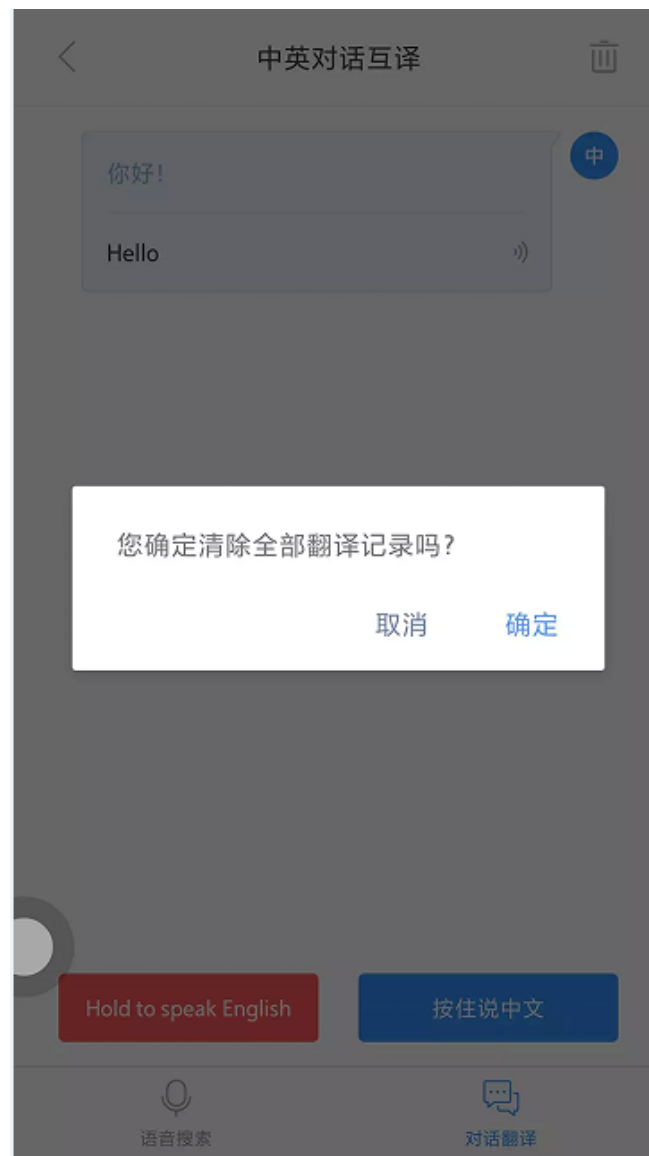 中英对话互译
你好！
中
Hello
您确定清除全部翻译记录吗？
取消 确定
Hold to speak English 按住说中文
语音搜索 对话翻译